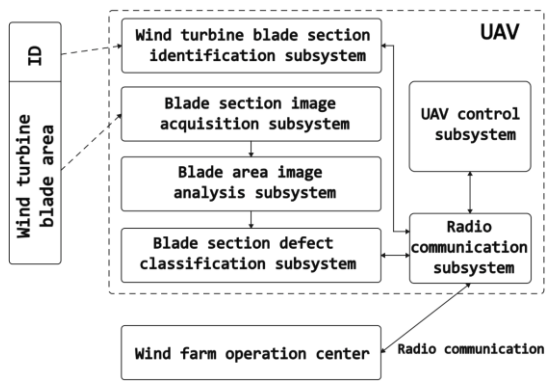 UAV
ID
Wind turbine
blade area
Wind turbine blade section
identification subsystem
Blade section image
acquisition subsystem
Blade area image
analysis subsystem
Blade section defect
classification subsystem
UAV control
subsystem
Radio
communication
subsystem
Wind farm operation center
Radio communication